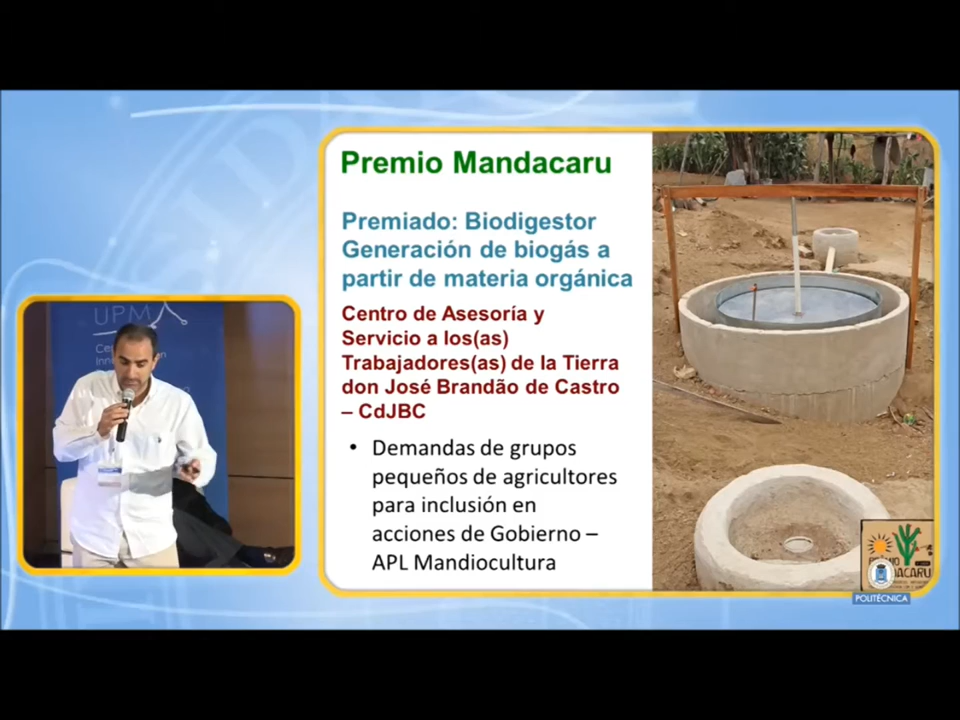 Premio Mandacaru
Premiado: Biodigestor
Generación de biogás a
partir de materia orgánica
Centro de Asesoría y
Servicio a los(as)
Trabajadores(as) de la Tierra
don José Brandão de Castro
– CdJBC
• Demandas de grupos
pequeños de agricultores
para inclusión en
acciones de Gobierno –
APL Mandiocultura
UPM
POLITÉCNICA